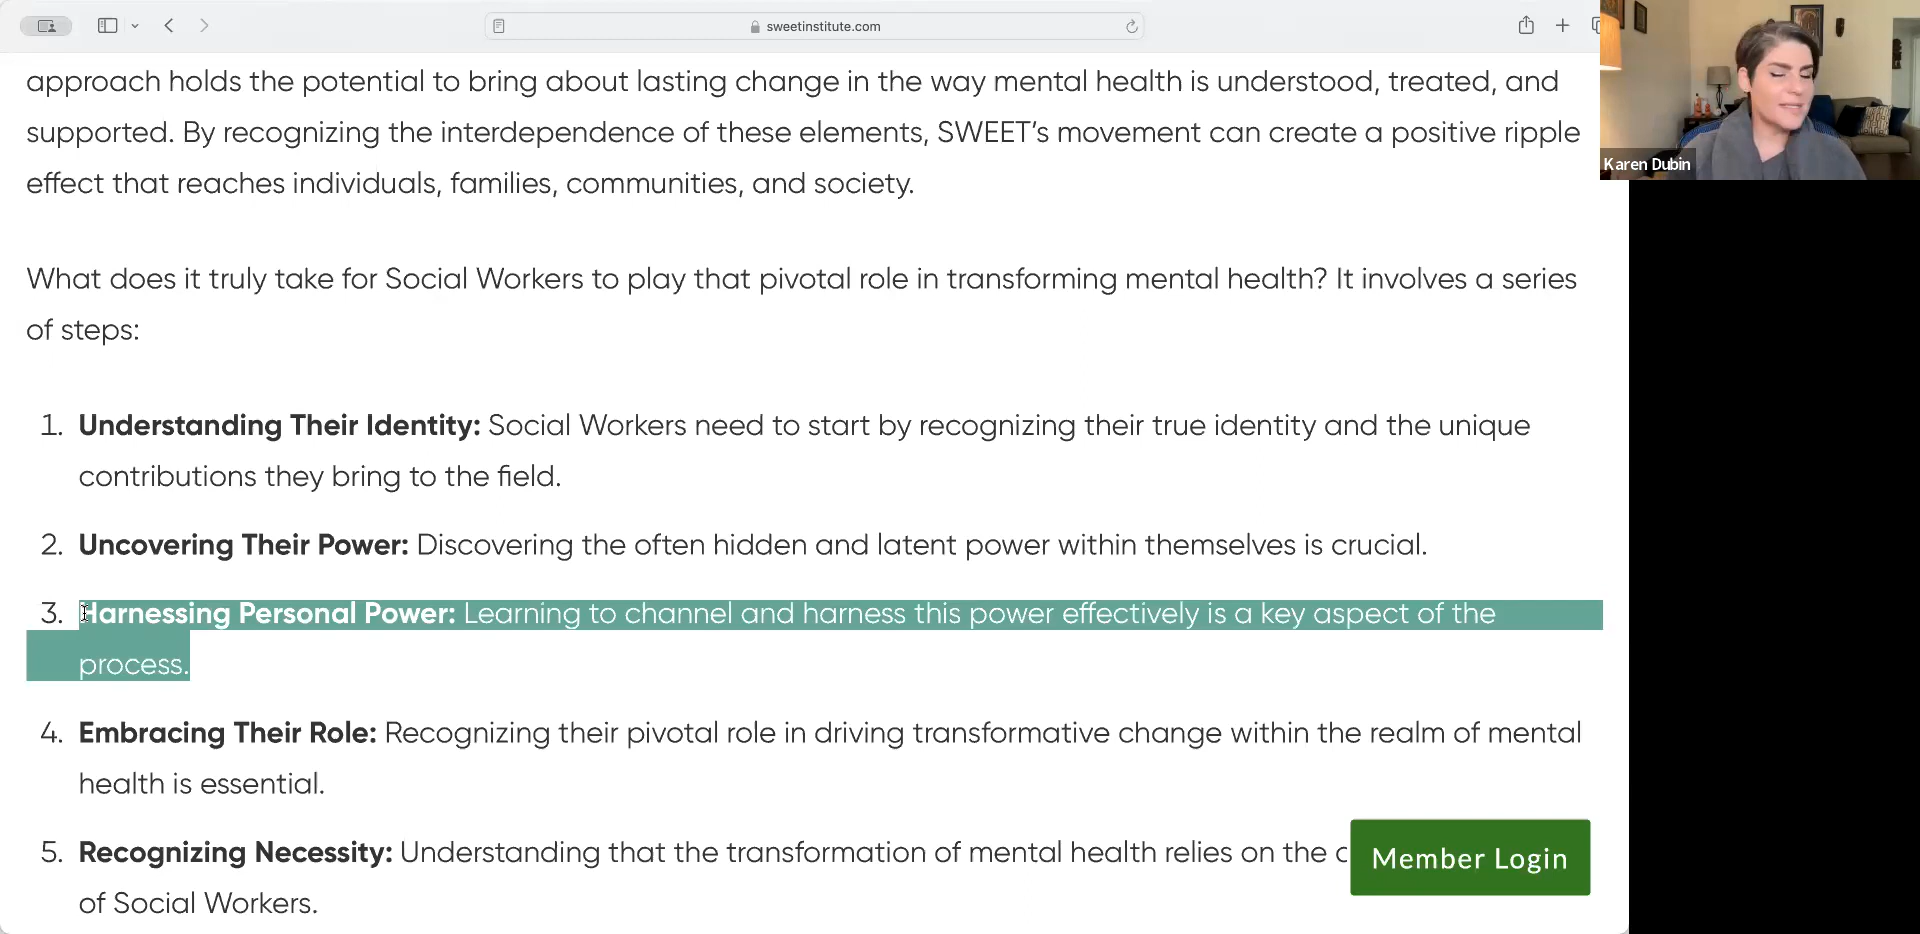 sweetinstitute.com
approach holds the potential to bring about lasting change in the way mental health is understood, treated, and
supported. By recognizing the interdependence of these elements, SWEET’s movement can create a positive ripple
effect that reaches individuals, families, communities, and society.
Karen Dubin
What does it truly take for Social Workers to play that pivotal role in transforming mental health? It involves a series
of steps:
1. Understanding Their Identity: Social Workers need to start by recognizing their true identity and the unique
contributions they bring to the field.
2. Uncovering Their Power: Discovering the often hidden and latent power within themselves is crucial.
3. Harnessing Personal Power: Learning to channel and harness this power effectively is a key aspect of the
process.
4. Embracing Their Role: Recognizing their pivotal role in driving transformative change within the realm of mental
health is essential.
5. Recognizing Necessity: Understanding that the transformation of mental health relies on the
of Social Workers.
Member Login